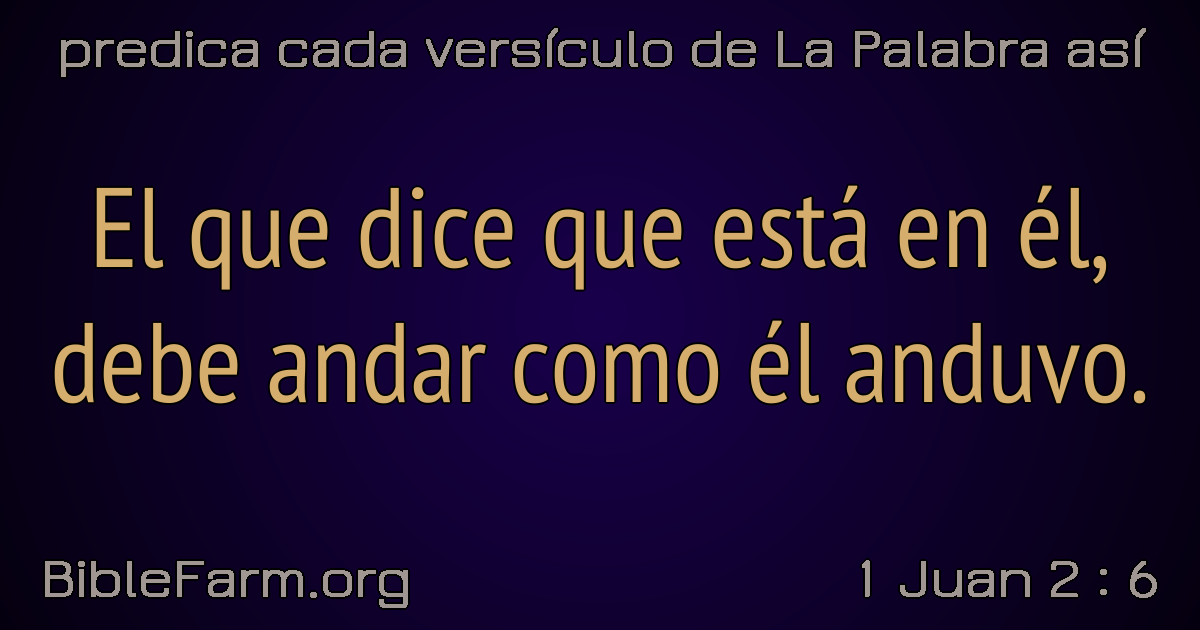 predica cada versículo de La Palabra así
El que dice que está en él,
debe andar como él anduvo.
BibleFarm.org
1 Juan 2 : 6